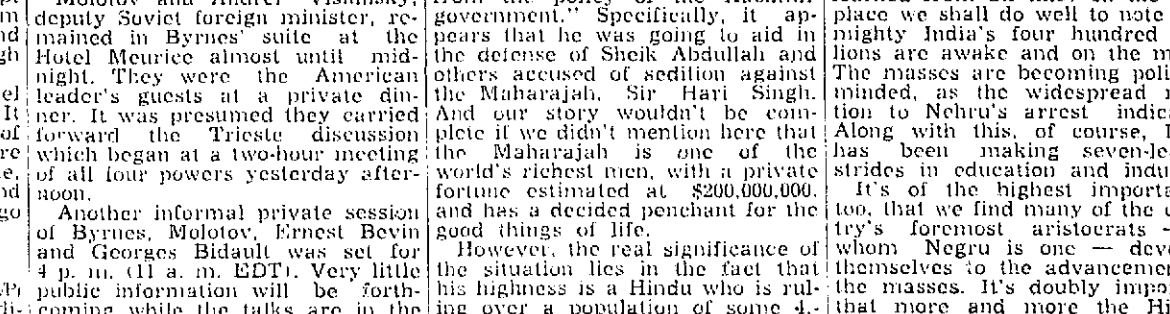 Molotov and Andrei Vishinsky,
deputy Soviet foreign minister, re-
mained in Byrnes' suite at the
Hotel Meurice almost until mid-
night. They were the American
leader's guests at a private din-
ner. It was presumed they carried
forward the Trieste discussion
which began at a two-hour meeting
of all four powers yesterday after-
noon.
Another informal private session
of Byrnes, Molotov, Ernest Bevin
and Georges Bidault was set for
4 p. m. (11 a. m. EDT). Very little
public information will be forth-
coming while the talks are in the
from the policy of the
government." Specifically, it ap-
pears that he was going to aid in
the defense of Sheik Abdullah and
others accused of sedition against
the Maharajah, Sir Hari Singh.
And our story wouldn't be com-
plete if we didn't mention here that
the Maharajah is one of the
world's richest men, with a private
fortune estimated at $200,000,000,
and has a decided penchant for the
good things of life.
However, the real significance of
the situation lies in the fact that
his highness is a Hindu who is rul-
ing over a population of some 4,-
place we shall do well to note
mighty India's four hundred
lions are awake and on the
The masses are becoming poli
minded, as the widespread
tion to Nehru's arrest indic
Along with this, of course,
has been making seven-le
strides in education and indu
It's of the highest importa
too, that we find many of the
try's foremost aristocrats —
whom Negru is one — dev
themselves to the advanceme
the masses. It's doubly impo
that more and more the Hi